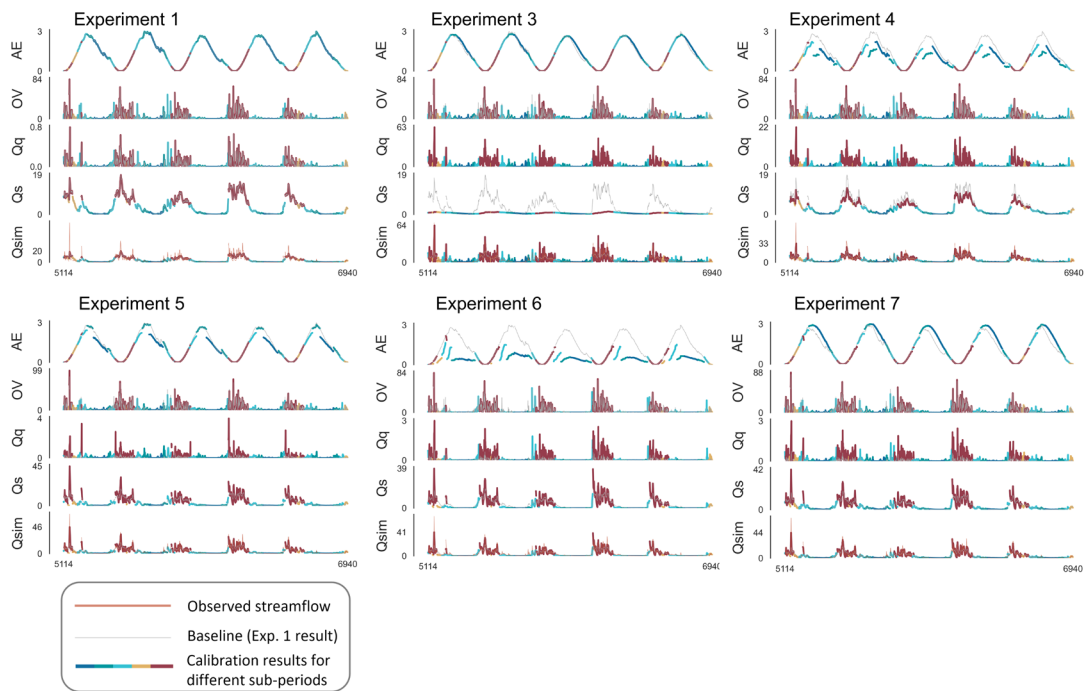 Experiment 1
AE
3
0
OV
84
0
Qq
0.8
0.0
Qs
19
0
Qsim
20
0
5114
6940
Experiment 3
AE
3
0
OV
84
0
Qq
63
0
Qs
19
0
Qsim
64
0
5114
6940
Experiment 4
AE
3
0
OV
84
0
Qq
22
0
Qs
19
0
Qsim
33
0
5114
6940
Experiment 5
AE
3
0
OV
99
0
Qq
4
0
Qs
45
0
Qsim
46
0
5114
6940
Experiment 6
AE
3
0
OV
84
0
Qq
3
0
Qs
39
0
Qsim
41
0
5114
6940
Experiment 7
AE
3
0
OV
88
0
Qq
3
0
Qs
42
0
Qsim
44
0
5114
6940
Observed streamflow
Baseline (Exp. 1 result)
Calibration results for
different sub-periods